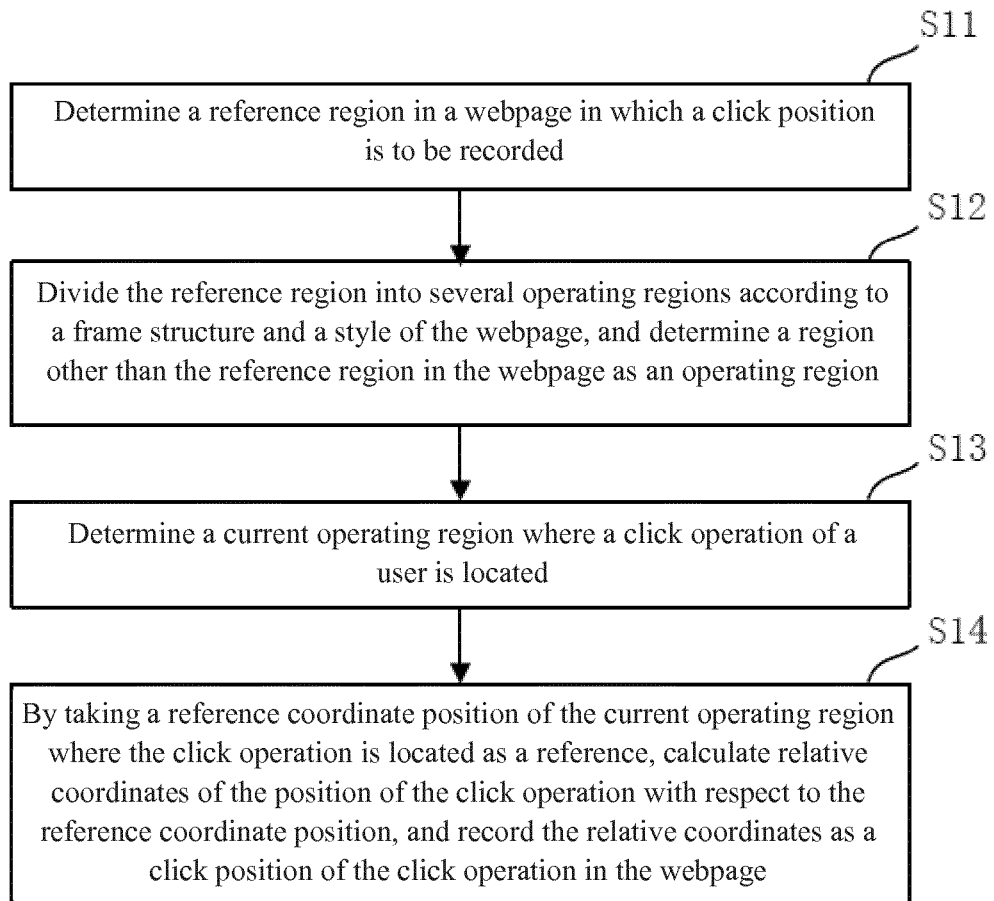 S11
Determine a reference region in a webpage in which a click position
is to be recorded
S12
Divide the reference region into several operating regions according to
a frame structure and a style of the webpage, and determine a region
other than the reference region in the webpage as an operating region
S13
Determine a current operating region where a click operation of a
user is located
S14
By taking a reference coordinate position of the current operating region
where the click operation is located as a reference, calculate relative
coordinates of the position of the click operation with respect to the
reference coordinate position, and record the relative coordinates as a
click position of the click operation in the webpage